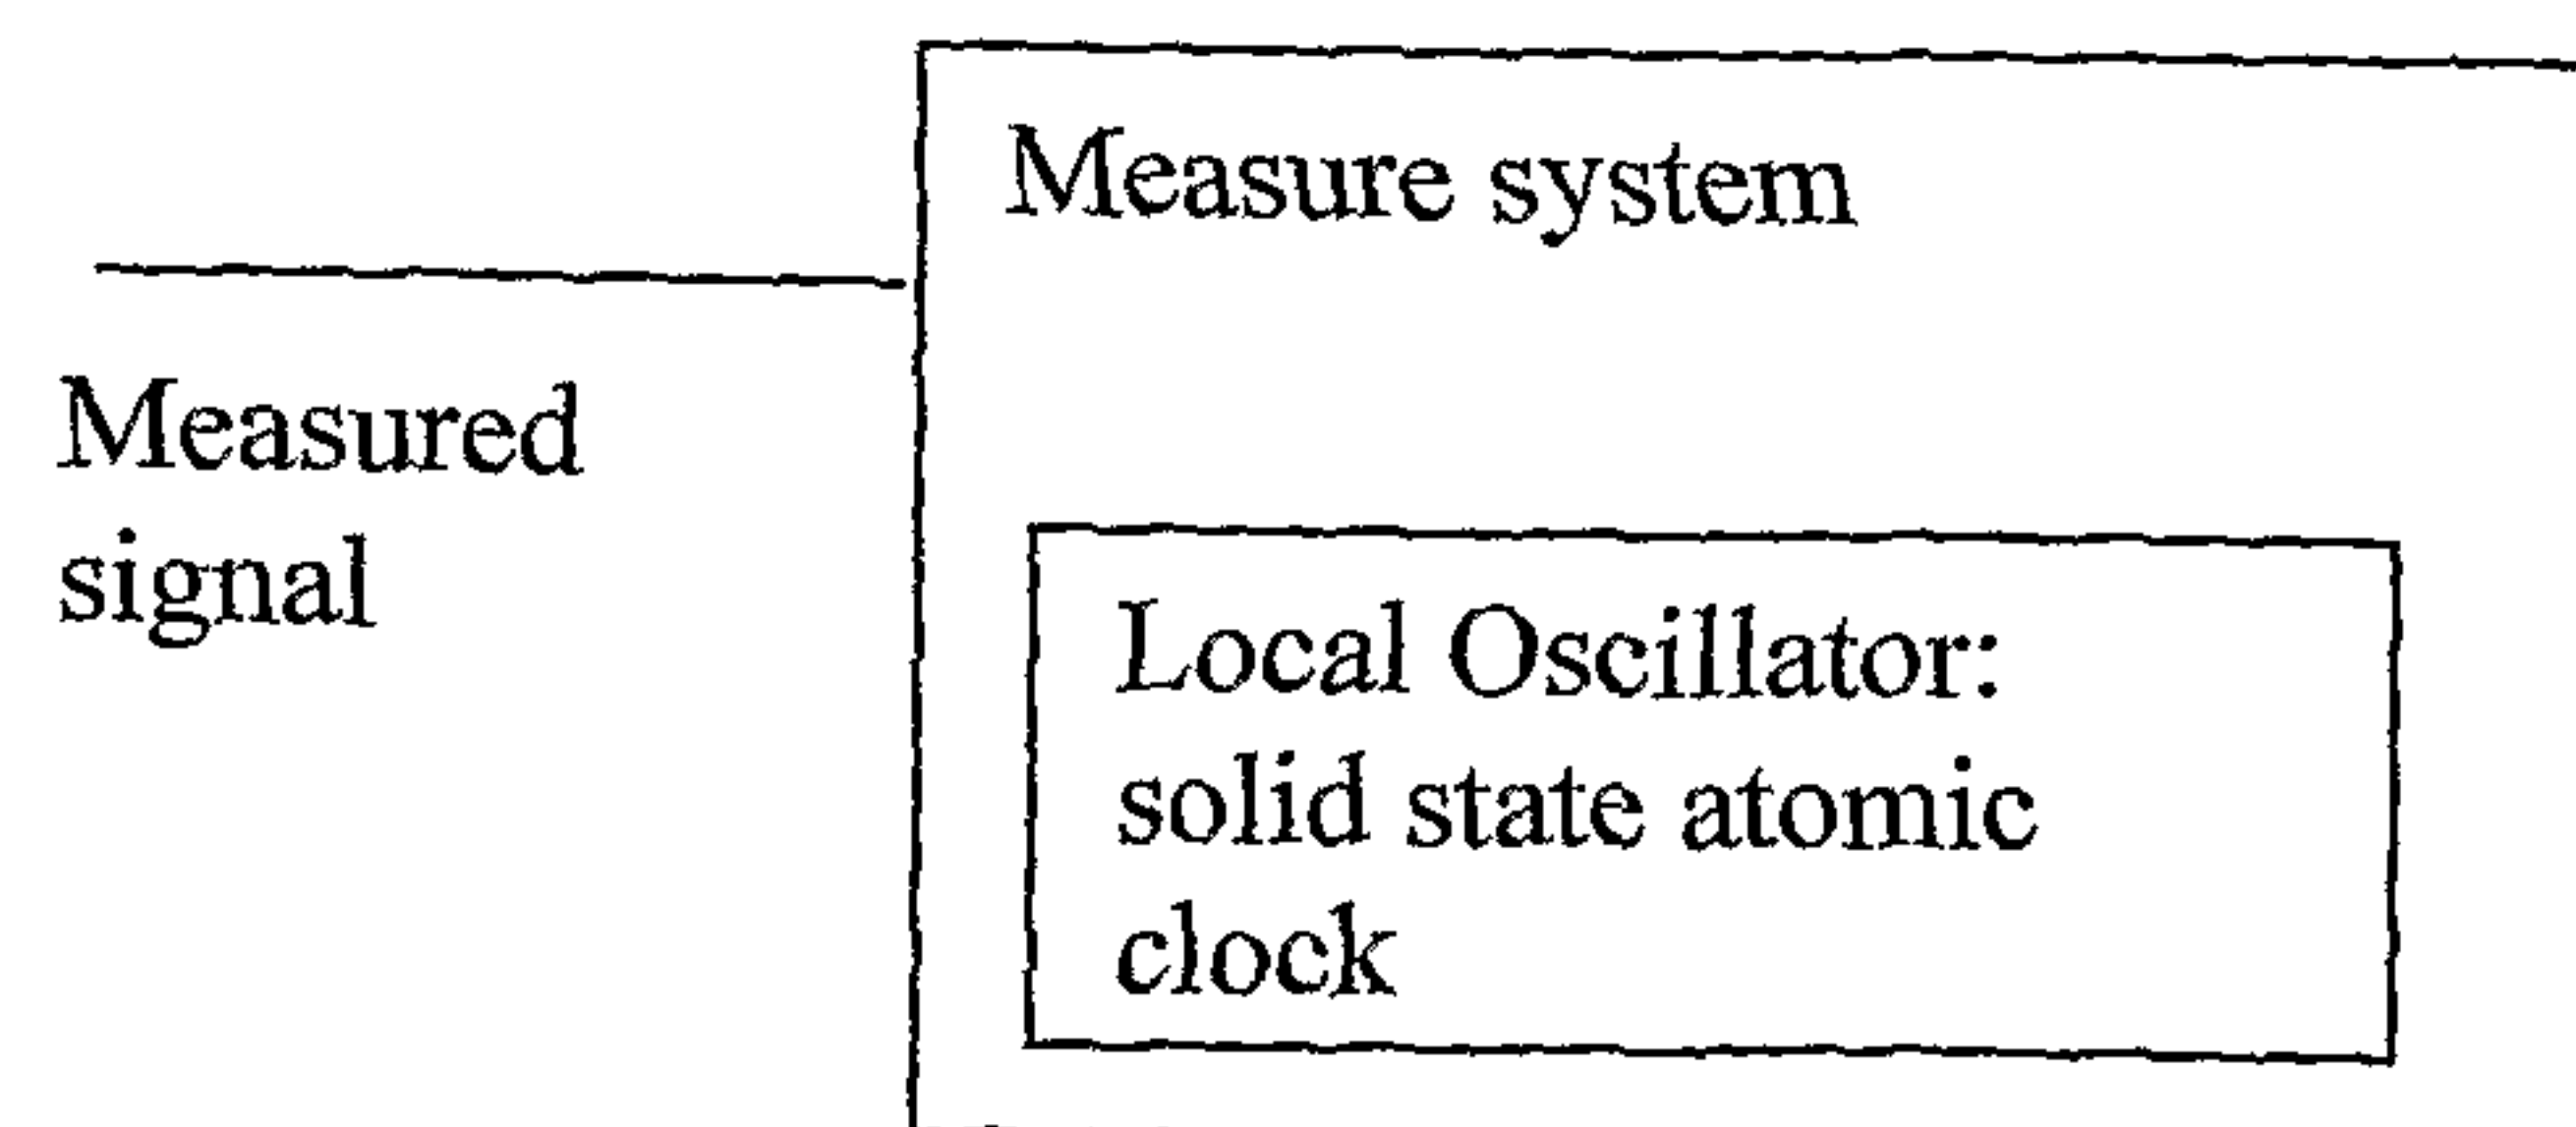 Measure system
Measured
signal
Local Oscillator:
solid state atomic
clock